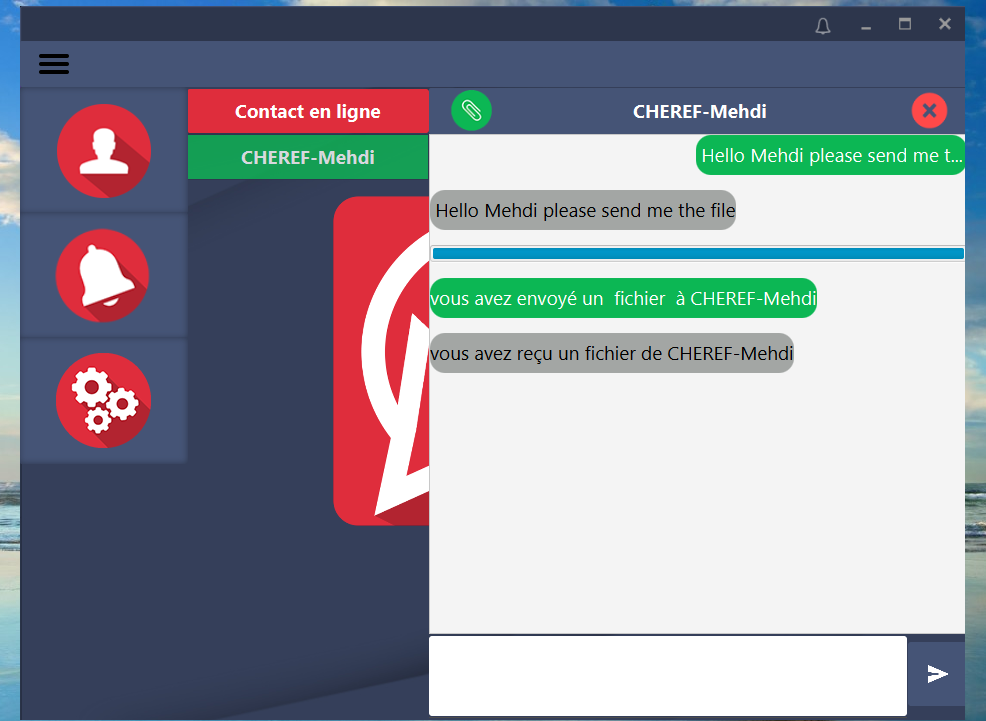 Contact en ligne
CHEREF-Mehdi
CHEREF-Mehdi
Hello Mehdi please send me t...
Hello Mehdi please send me the file
vous avez envoyé un  fichier  à CHEREF-Mehdi
vous avez reçu un fichier de CHEREF-Mehdi